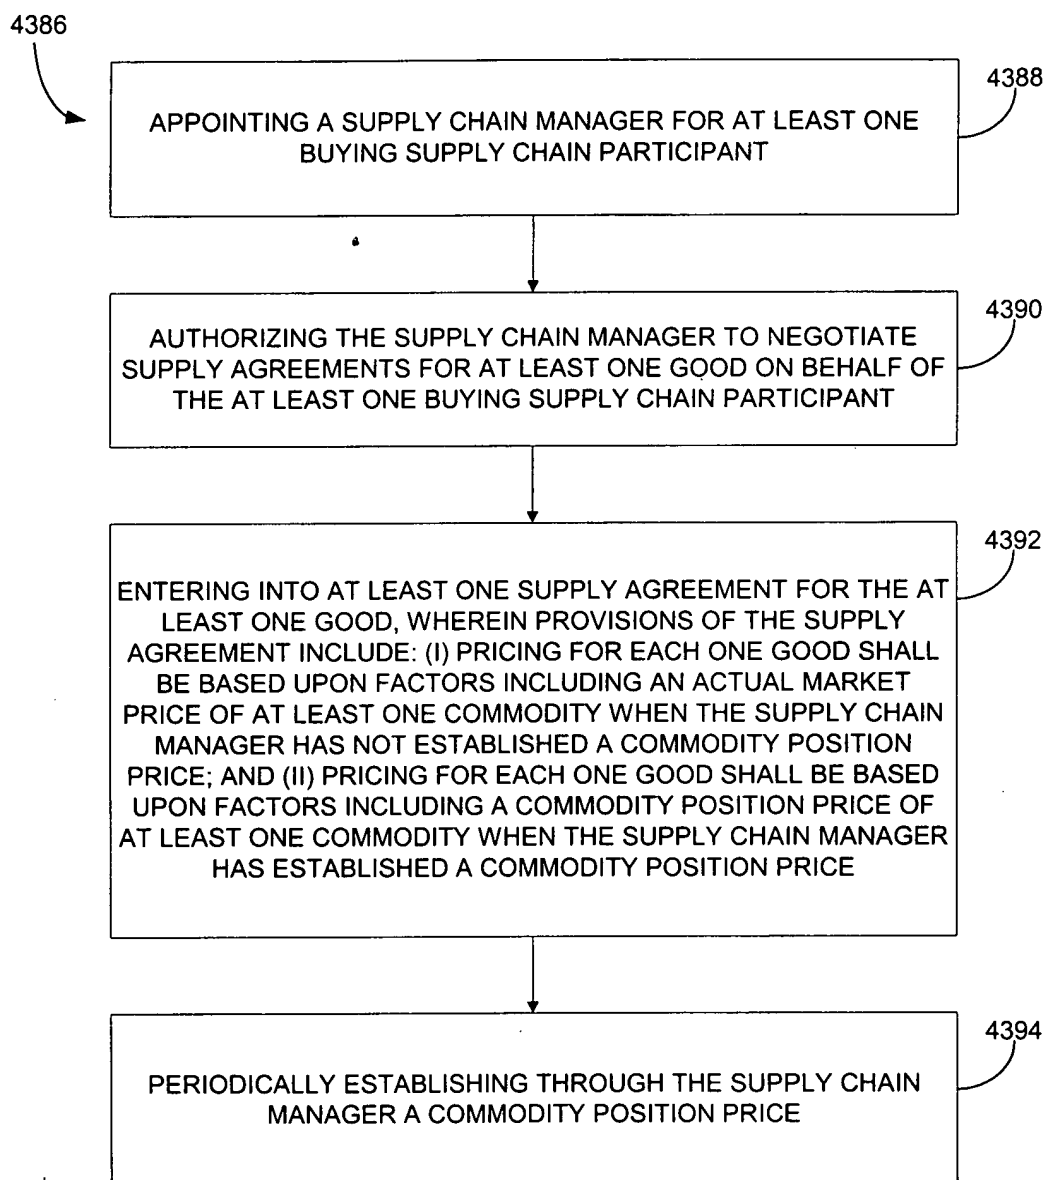 4386
4388
APPOINTING A SUPPLY CHAIN MANAGER FOR AT LEAST ONE
BUYING SUPPLY CHAIN PARTICIPANT
4390
AUTHORIZING THE SUPPLY CHAIN MANAGER TO NEGOTIATE
SUPPLY AGREEMENTS FOR AT LEAST ONE GOOD ON BEHALF OF
THE AT LEAST ONE BUYING SUPPLY CHAIN PARTICIPANT
4392
ENTERING INTO AT LEAST ONE SUPPLY AGREEMENT FOR THE AT
LEAST ONE GOOD, WHEREIN PROVISIONS OF THE SUPPLY
AGREEMENT INCLUDE: (I) PRICING FOR EACH ONE GOOD SHALL
BE BASED UPON FACTORS INCLUDING AN ACTUAL MARKET
PRICE OF AT LEAST ONE COMMODITY WHEN THE SUPPLY CHAIN
MANAGER HAS NOT ESTABLISHED A COMMODITY POSITION
PRICE; AND (II) PRICING FOR EACH ONE GOOD SHALL BE BASED
UPON FACTORS INCLUDING A COMMODITY POSITION PRICE OF
AT LEAST ONE COMMODITY WHEN THE SUPPLY CHAIN MANAGER
HAS ESTABLISHED A COMMODITY POSITION PRICE
4394
PERIODICALLY ESTABLISHING THROUGH THE SUPPLY CHAIN
MANAGER A COMMODITY POSITION PRICE